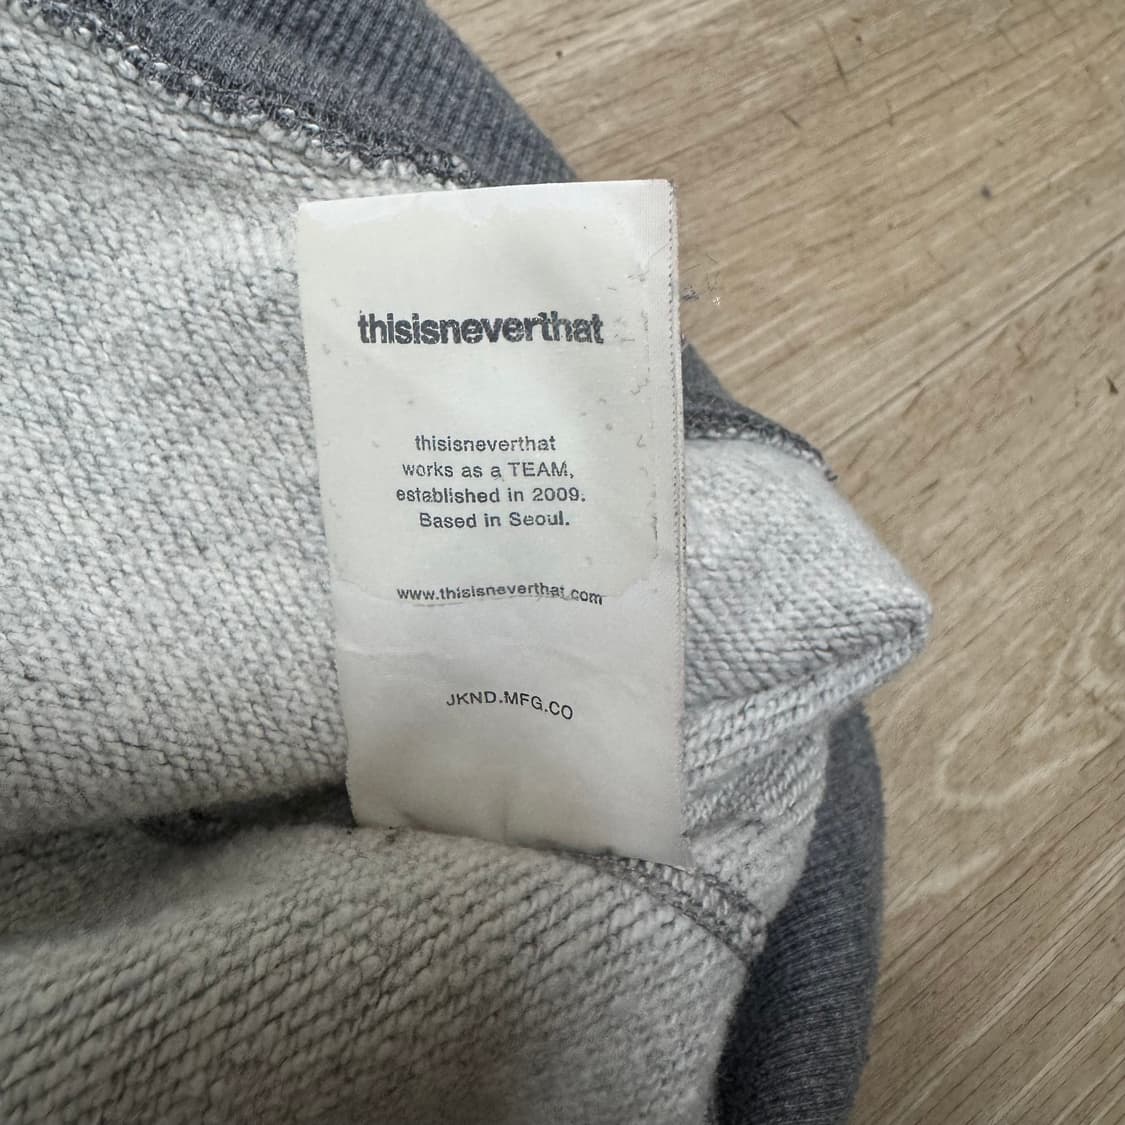 thisisneverthat
thisisneverthat
works as a TEAM,
established in 2009.
Based in Seoul.
www.thisisneverthat.com
JKND.MFG.CO